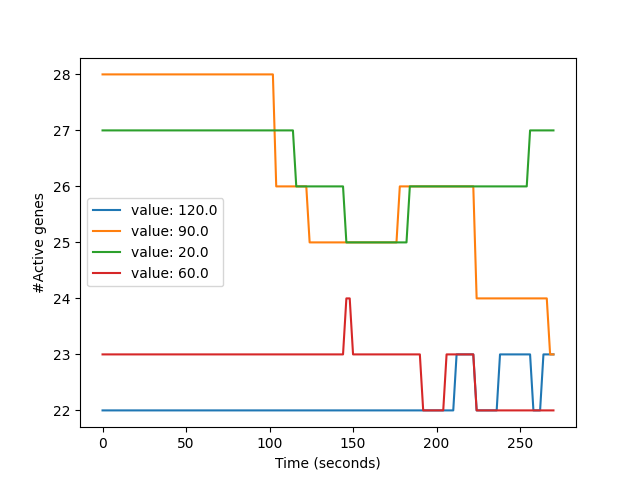 28
27
26
25
24
23
22
#Active genes
value: 120.0
value: 90.0
value: 20.0
value: 60.0
0 50 100 150 200 250
Time (seconds)